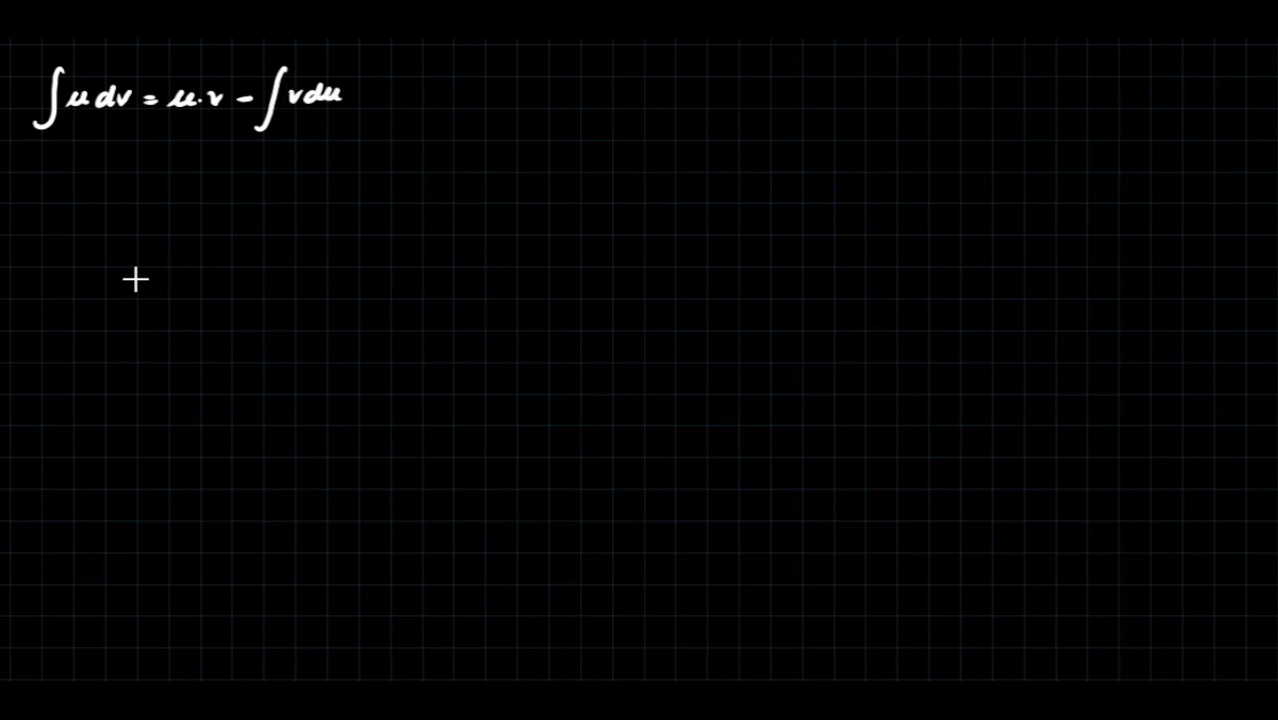 ∫u dv = u·v - ∫v du